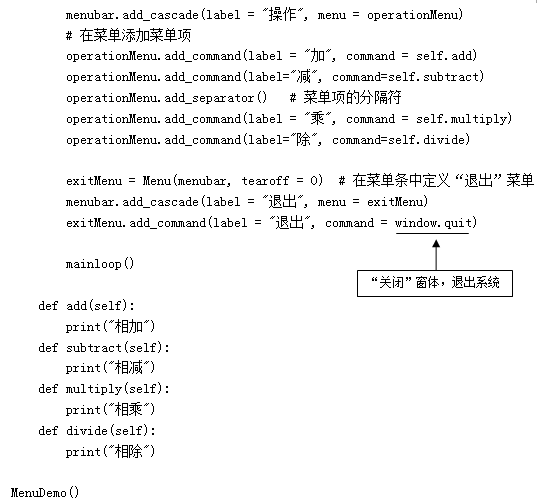 menubar.add_cascade(label = "操作", menu = operationMenu)
# 在菜单添加菜单项
operationMenu.add_command(label = "加", command = self.add)
operationMenu.add_command(label="减", command=self.subtract)
operationMenu.add_separator()   # 菜单项的分隔符
operationMenu.add_command(label = "乘", command = self.multiply)
operationMenu.add_command(label="除", command=self.divide)
exitMenu = Menu(menubar, tearoff = 0)  # 在菜单条中定义“退出”菜单
menubar.add_cascade(label = "退出", menu = exitMenu)
exitMenu.add_command(label = "退出", command = window.quit)
mainloop()
“关闭”窗体，退出系统
def add(self):
print("相加")
def subtract(self):
print("相减")
def multiply(self):
print("相乘")
def divide(self):
print("相除")
MenuDemo()